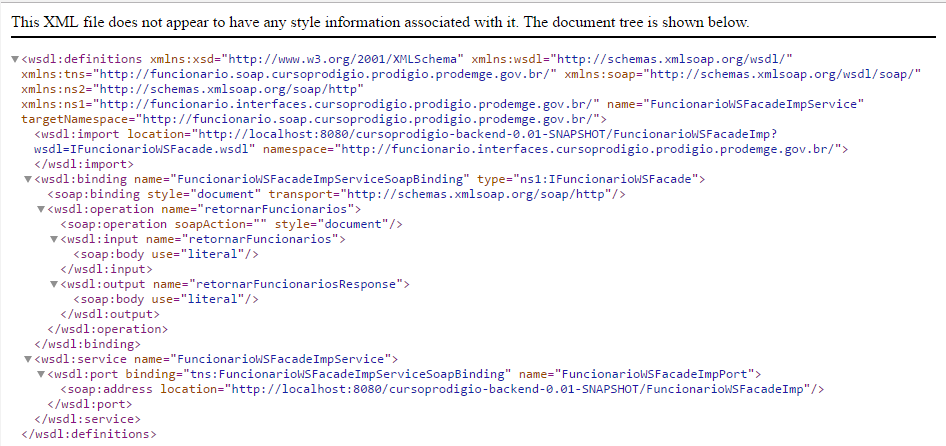 This XML file does not appear to have any style information associated with it. The document tree is shown below.
▼<wsdl:definitions xmlns:xsd="http://www.w3.org/2001/XMLSchema" xmlns:wsdl="http://schemas.xmlsoap.org/wsdl/"
xmlns:tns="http://funcionario.soap.cursoprodigio.prodigio.prodemge.gov.br/" xmlns:soap="http://schemas.xmlsoap.org/wsdl/soap/"
xmlns:ns2="http://schemas.xmlsoap.org/soap/http"
xmlns:ns1="http://funcionario.interfaces.cursoprodigio.prodigio.prodemge.gov.br/" name="FuncionarioWSFacadeImpService"
targetNamespace="http://funcionario.soap.cursoprodigio.prodigio.prodemge.gov.br/">
<wsdl:import location="http://localhost:8080/cursoprodigio-backend-0.01-SNAPSHOT/FuncionarioWSFacadeImp?
wsdl=IFuncionarioWSFacade.wsdl" namespace="http://funcionario.interfaces.cursoprodigio.prodigio.prodemge.gov.br/">
</wsdl:import>
▼<wsdl:binding name="FuncionarioWSFacadeImpServiceSoapBinding" type="ns1:IFuncionarioWSFacade">
<soap:binding style="document" transport="http://schemas.xmlsoap.org/soap/http"/>
▼<wsdl:operation name="retornarFuncionarios">
<soap:operation soapAction="" style="document"/>
▼<wsdl:input name="retornarFuncionarios">
<soap:body use="literal"/>
</wsdl:input>
▼<wsdl:output name="retornarFuncionariosResponse">
<soap:body use="literal"/>
</wsdl:output>
</wsdl:operation>
</wsdl:binding>
▼<wsdl:service name="FuncionarioWSFacadeImpService">
▼<wsdl:port binding="tns:FuncionarioWSFacadeImpServiceSoapBinding" name="FuncionarioWSFacadeImpPort">
<soap:address location="http://localhost:8080/cursoprodigio-backend-0.01-SNAPSHOT/FuncionarioWSFacadeImp"/>
</wsdl:port>
</wsdl:service>
</wsdl:definitions>